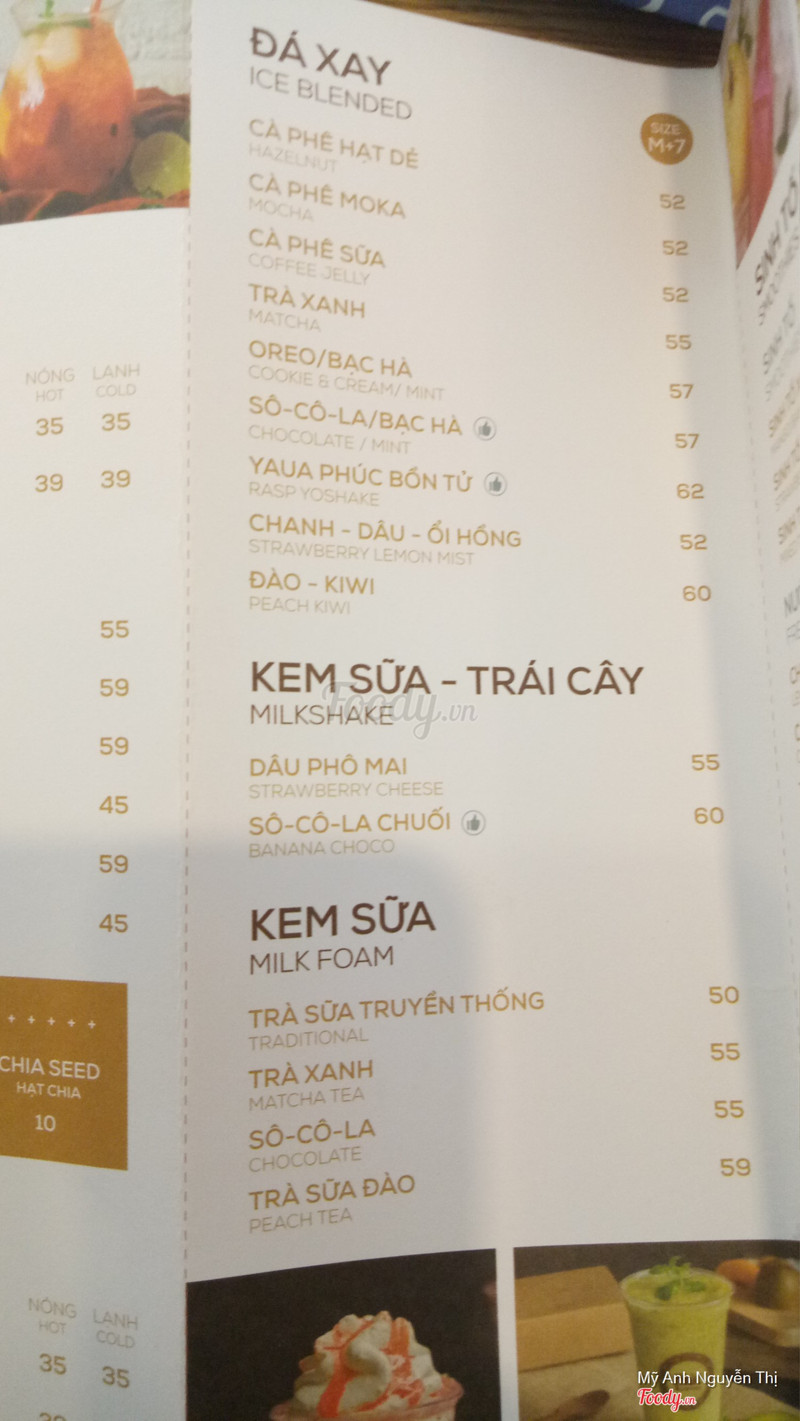 NÓNG LẠNH
HOT COLD
35 35
39 39
55
59
59
45
59
45
+ + + + +
CHIA SEED
HẠT CHIA
10
NÓNG LẠNH
HOT COLD
35 35
ĐÁ XAY
ICE BLENDED
SIZE
M+7
CÀ PHÊ HẠT DẺ 52
HAZELNUT
CÀ PHÊ MOKA 52
MOCHA
CÀ PHÊ SỮA 52
COFFEE JELLY
TRÀ XANH 55
MATCHA
OREO/BẠC HÀ 57
COOKIE & CREAM/ MINT
SÔ-CÔ-LA/BẠC HÀ 57
CHOCOLATE / MINT
YAUA PHÚC BỒN TỬ 62
RASP YOSHAKE
CHANH - DÂU - ỔI HỒNG 52
STRAWBERRY LEMON MIST
ĐÀO - KIWI 60
PEACH KIWI
KEM SỮA - TRÁI CÂY
MILKSHAKE
Foody.vn
DÂU PHÔ MAI 55
STRAWBERRY CHEESE
SÔ-CÔ-LA CHUỐI 60
BANANA CHOCO
KEM SỮA
MILK FOAM
TRÀ SỮA TRUYỀN THỐNG 50
TRADITIONAL
TRÀ XANH 55
MATCHA TEA
SÔ-CÔ-LA 55
CHOCOLATE
TRÀ SỮA ĐÀO 59
PEACH TEA
SINH TỐ
Mỹ Anh Nguyễn Thị
Foody.vn